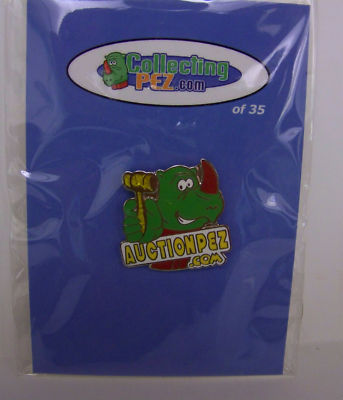 Collecting
PEZ.com
of 35
AUCTIONPEZ
.COM